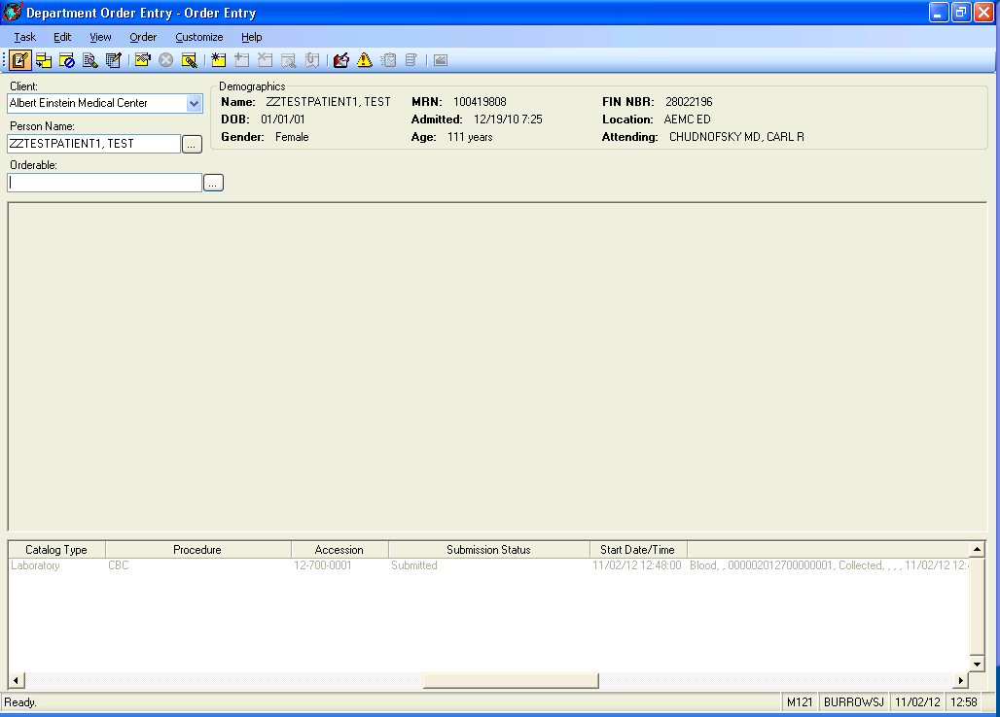 Department Order Entry - Order Entry
Task Edit View Order Customize Help
Client:
Albert Einstein Medical Center
Person Name:
ZZTESTPATIENT1, TEST
...
Orderable:
...
Demographics
Name: ZZTESTPATIENT1, TEST MRN: 100419808 FIN NBR: 28022196
DOB: 01/01/01 Admitted: 12/19/10 7:25 Location: AEMC ED
Gender: Female Age: 111 years Attending: CHUDNOFSKY MD, CARL R
Catalog Type Procedure Accession Submission Status Start Date/Time
Laboratory CBC 12-700-0001 Submitted 11/02/12 12:48:00 Blood, , 000002012700000001, Collected, , , , 11/02/12 12:4
Ready. M121 BURROWSJ 11/02/12 12:58